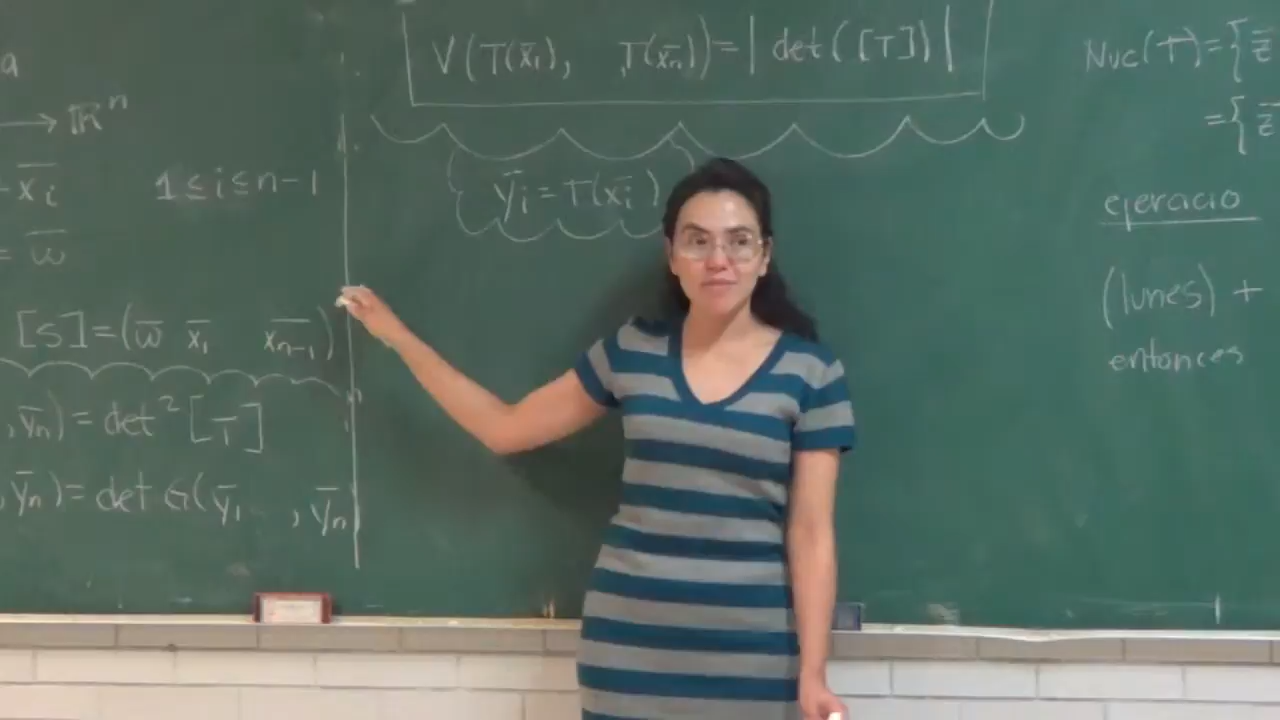 a
→ ℝⁿ
x̄ᵢ 1 ≤ i ≤ n-1
= w̄
[S]=(w̄ x̄₁ x̄ₙ₋₁)
, ȳₙ) = det² [T]
, ȳₙ) = det G(ȳ₁ , ȳₙ
V(T(x̄₁), T(x̄ₙ)) = | det([T]) |
ȳᵢ = T(x̄ᵢ)
Nuc(T) = { z̄
= { z̄
ejercicio
(lunes) +
entonces